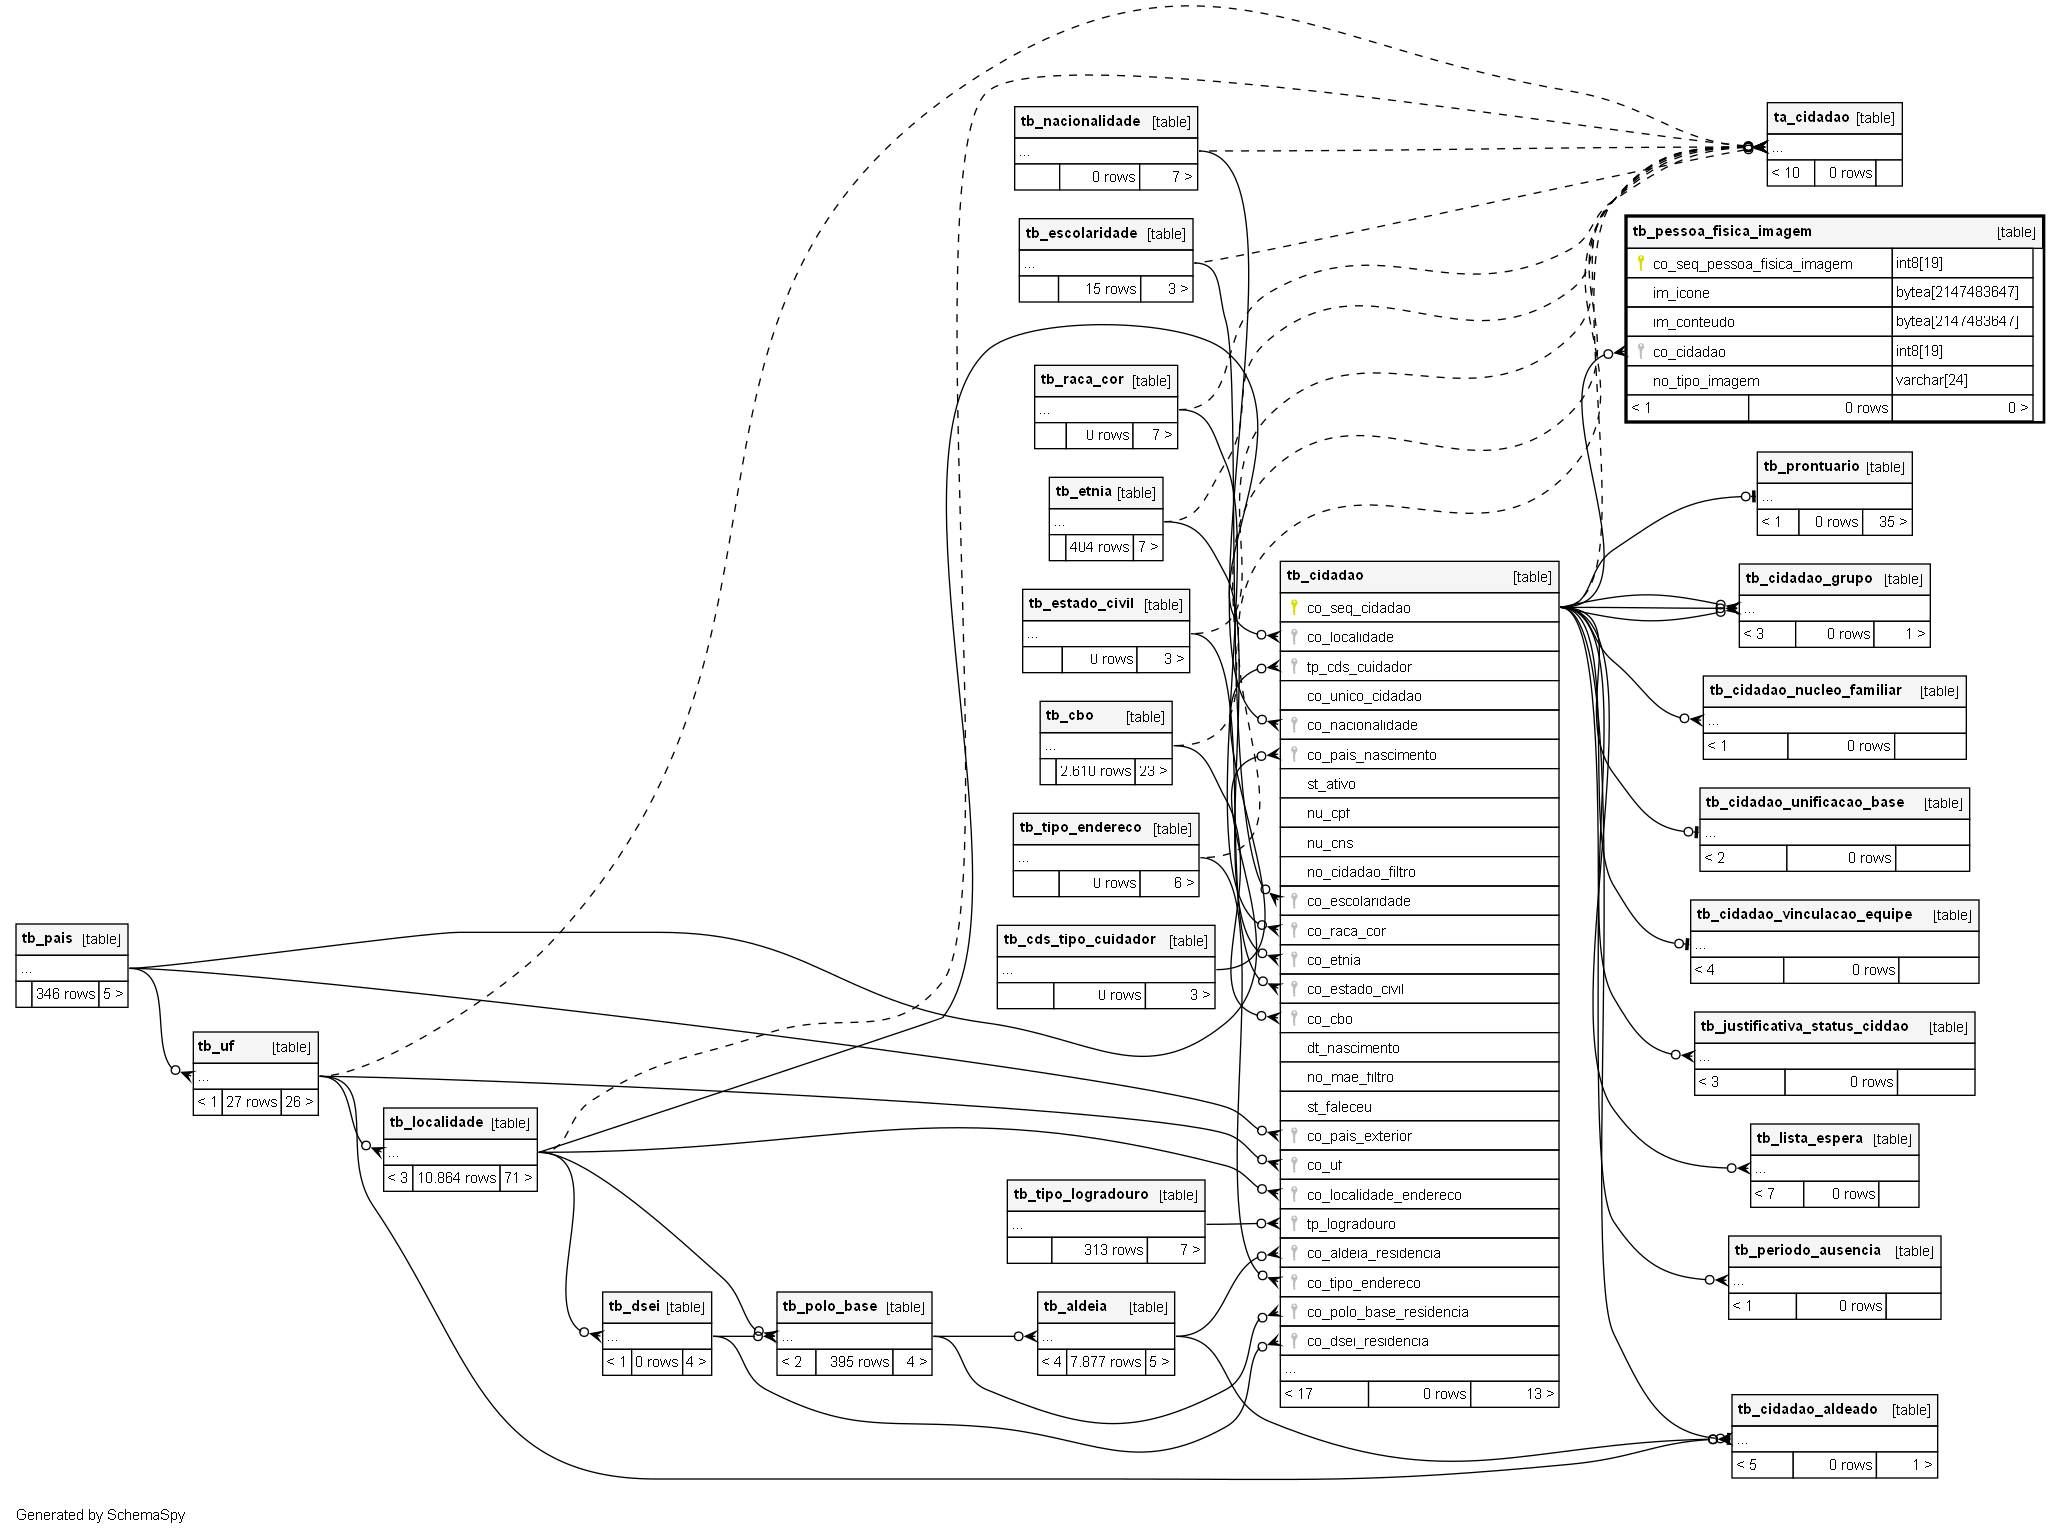 tb_nacionalidade [table]
...
0 rows 7 >
tb_escolaridade [table]
...
15 rows 3 >
tb_raca_cor [table]
...
0 rows 7 >
tb_etnia [table]
...
404 rows 7 >
tb_estado_civil [table]
...
0 rows 3 >
tb_cbo [table]
...
2.610 rows 23 >
tb_tipo_endereco [table]
...
0 rows 6 >
tb_cds_tipo_cuidador [table]
...
0 rows 3 >
tb_pais [table]
...
346 rows 5 >
tb_uf [table]
...
< 1 27 rows 26 >
tb_localidade [table]
...
< 3 10.864 rows 71 >
tb_tipo_logradouro [table]
...
313 rows 7 >
tb_dsei [table]
...
< 1 0 rows 4 >
tb_polo_base [table]
...
< 2 395 rows 4 >
tb_aldeia [table]
...
< 4 7.877 rows 5 >
tb_cidadao [table]
co_seq_cidadao
co_localidade
tp_cds_cuidador
co_unico_cidadao
co_nacionalidade
co_pais_nascimento
st_ativo
nu_cpf
nu_cns
no_cidadao_filtro
co_escolaridade
co_raca_cor
co_etnia
co_estado_civil
co_cbo
dt_nascimento
no_mae_filtro
st_faleceu
co_pais_exterior
co_uf
co_localidade_endereco
tp_logradouro
co_aldeia_residencia
co_tipo_endereco
co_polo_base_residencia
co_dsei_residencia
...
< 17 0 rows 13 >
ta_cidadao [table]
...
< 10 0 rows
tb_pessoa_fisica_imagem [table]
co_seq_pessoa_fisica_imagem int8[19]
im_icone bytea[2147483647]
im_conteudo bytea[2147483647]
co_cidadao int8[19]
no_tipo_imagem varchar[24]
< 1 0 rows 0 >
tb_prontuario [table]
...
< 1 0 rows 35 >
tb_cidadao_grupo [table]
...
< 3 0 rows 1 >
tb_cidadao_nucleo_familiar [table]
...
< 1 0 rows
tb_cidadao_unificacao_base [table]
...
< 2 0 rows
tb_cidadao_vinculacao_equipe [table]
...
< 4 0 rows
tb_justificativa_status_ciddao [table]
...
< 3 0 rows
tb_lista_espera [table]
...
< 7 0 rows
tb_periodo_ausencia [table]
...
< 1 0 rows
tb_cidadao_aldeado [table]
...
< 5 0 rows 1 >
Generated by SchemaSpy